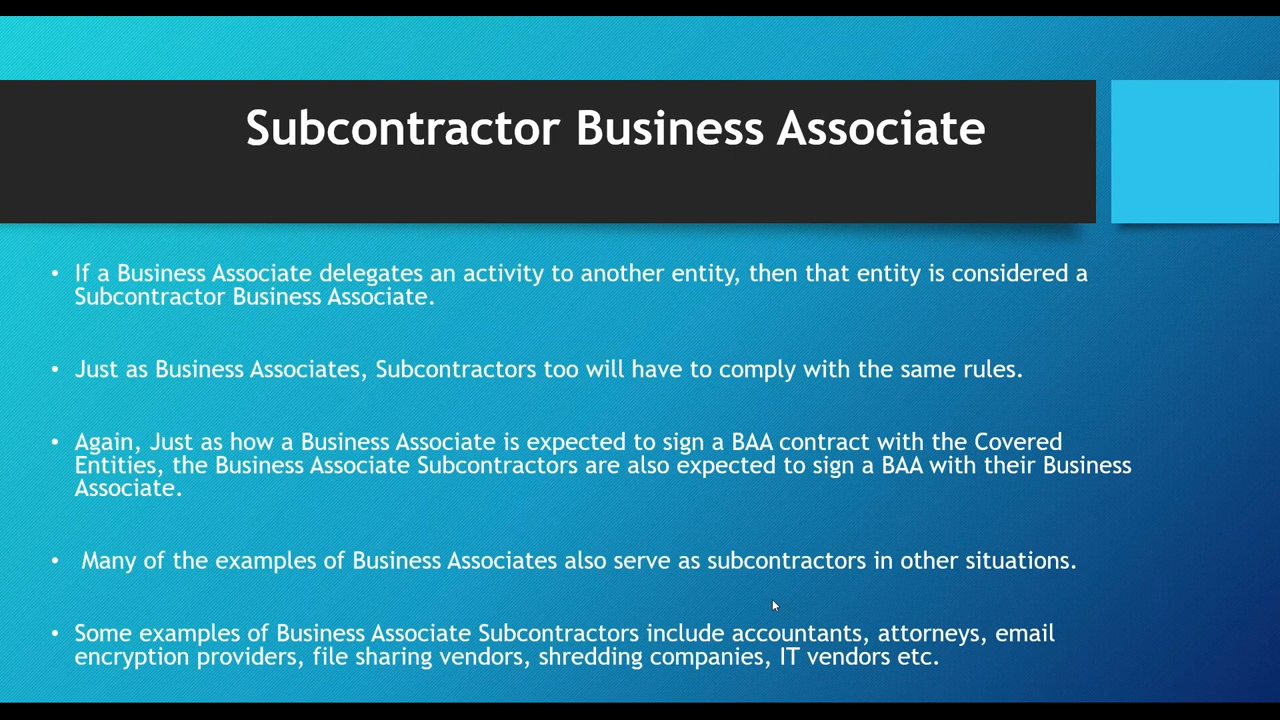 Subcontractor Business Associate
• If a Business Associate delegates an activity to another entity, then that entity is considered a
Subcontractor Business Associate.
• Just as Business Associates, Subcontractors too will have to comply with the same rules.
• Again, Just as how a Business Associate is expected to sign a BAA contract with the Covered
Entities, the Business Associate Subcontractors are also expected to sign a BAA with their Business
Associate.
• Many of the examples of Business Associates also serve as subcontractors in other situations.
• Some examples of Business Associate Subcontractors include accountants, attorneys, email
encryption providers, file sharing vendors, shredding companies, IT vendors etc.